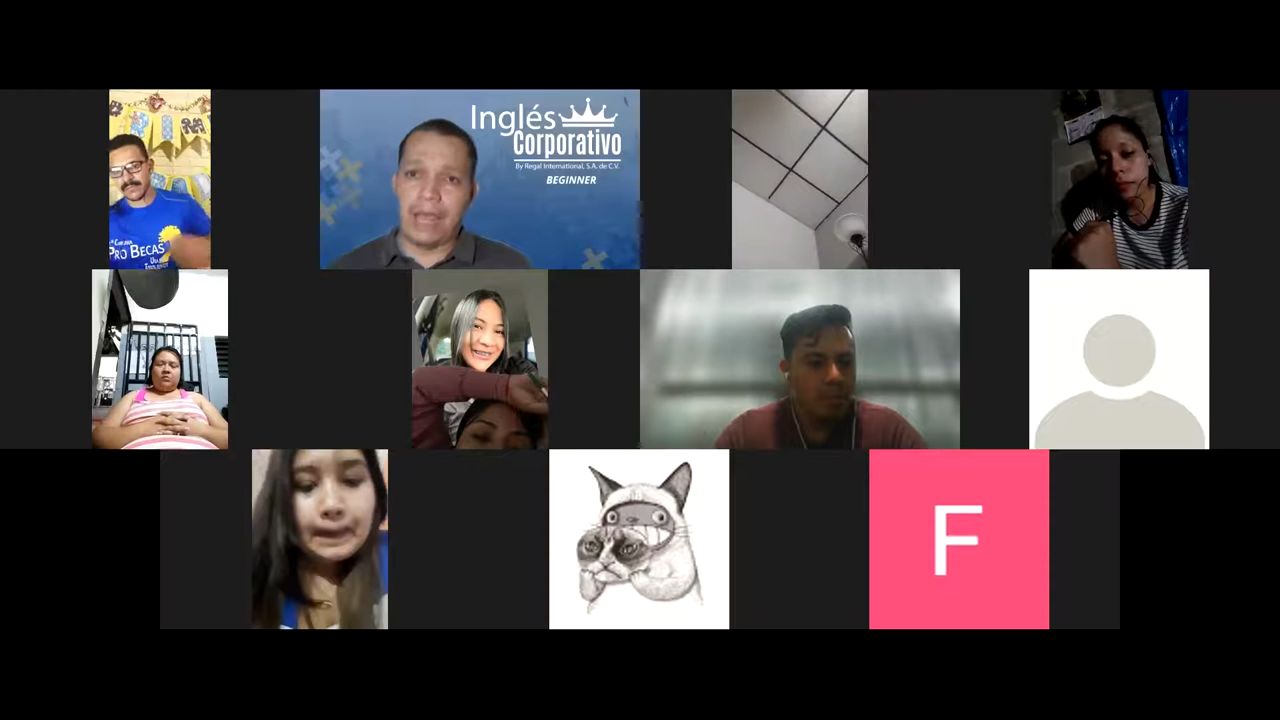 Inglés
Corporativo
By Regal International, S.A. de C.V.
BEGINNER
PRO BECAS
F